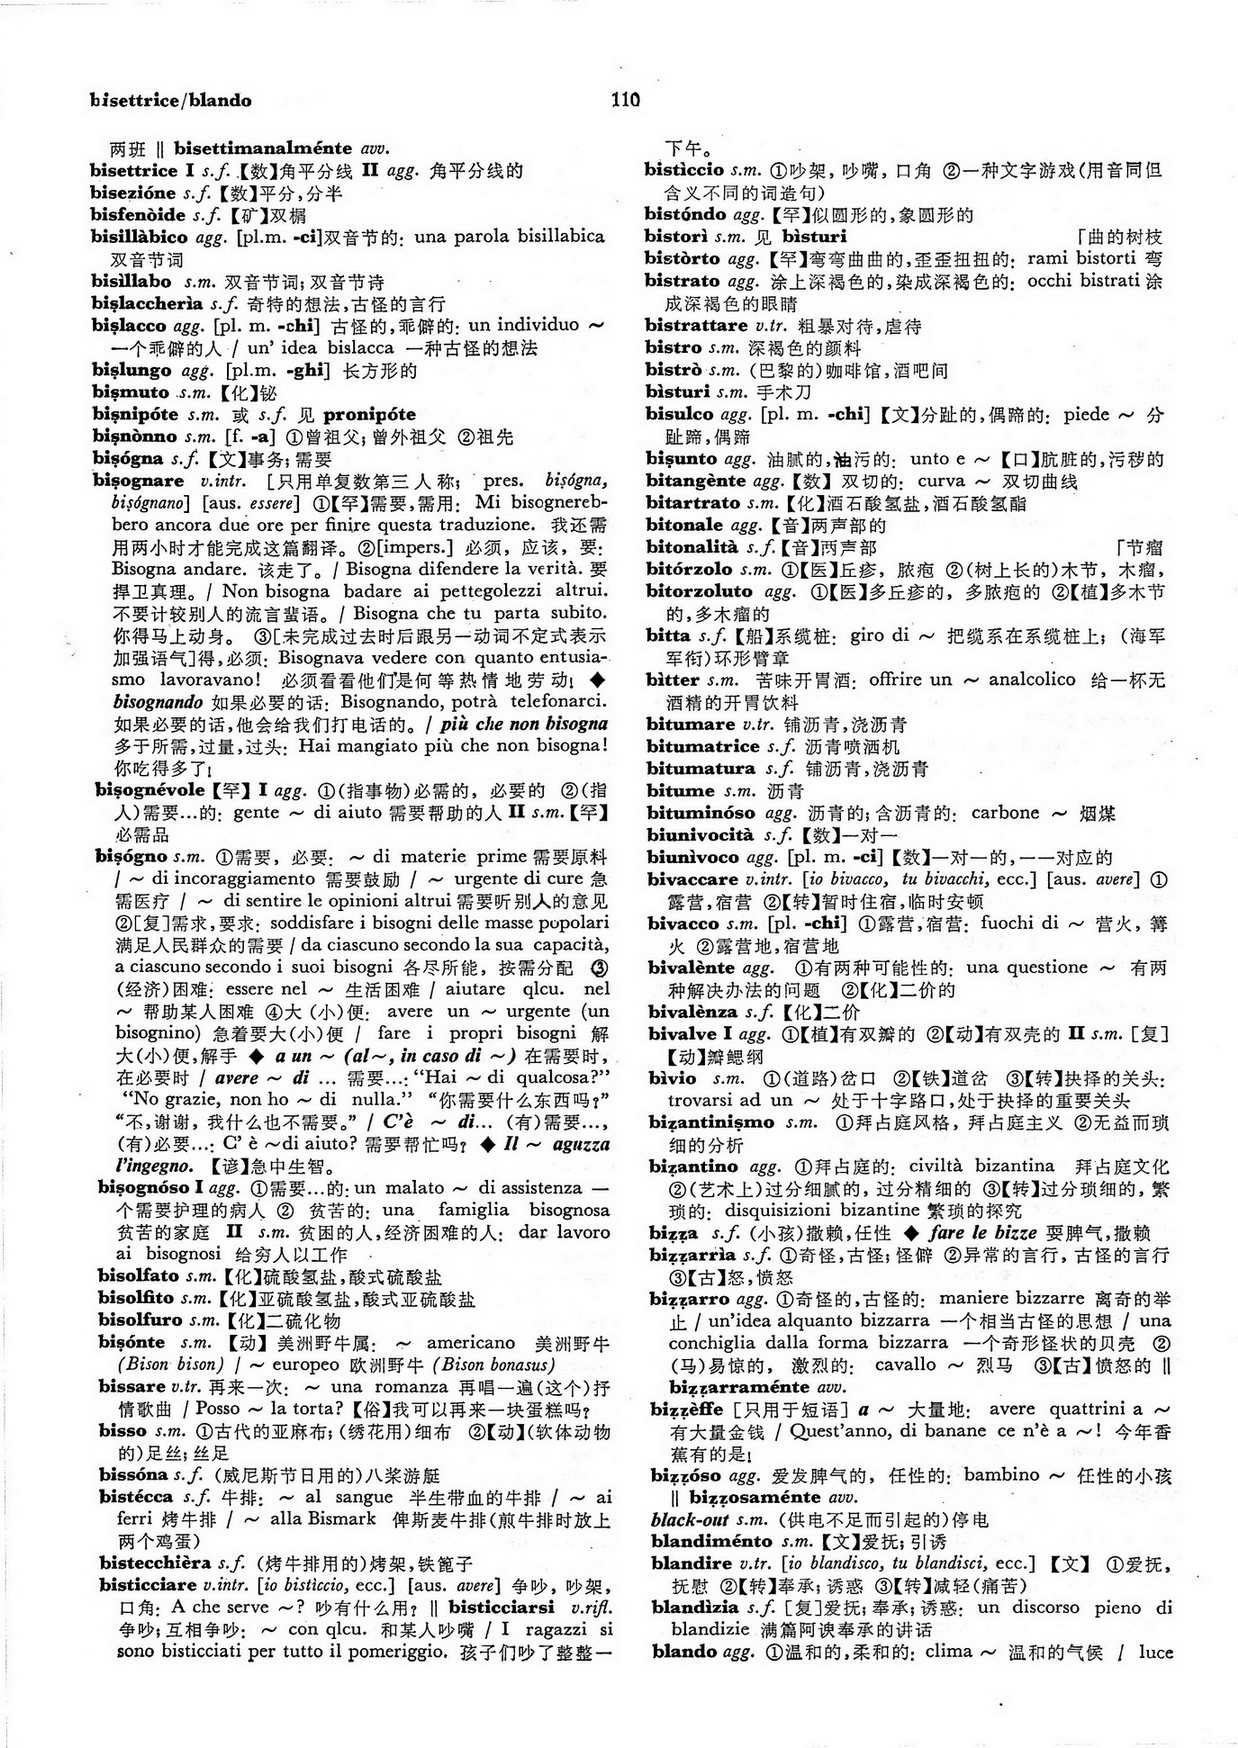 bisettrice/blando
110
两班 ‖ bisettimanalménte avv.
bisettrice I s.f.【数】角平分线 II agg. 角平分线的
bisezióne s.f.【数】平分,分半
bisfenòide s.f.【矿】双榍
bisillàbico agg. [pl.m. -ci]双音节的: una parola bisillabica
双音节词
bisìllabo s.m. 双音节词; 双音节诗
bislaccherìa s.f. 奇特的想法,古怪的言行
bislacco agg. [pl. m. -chi] 古怪的,乖僻的: un individuo ～
一个乖僻的人 / un' idea bislacca 一种古怪的想法
bislungo agg. [pl.m. -ghi] 长方形的
bismuto s.m.【化】铋
bisnipóte s.m. 或 s.f. 见 pronipóte
bisnònno s.m. [f. -a] ①曾祖父; 曾外祖父 ②祖先
bisógna s.f.【文】事务; 需要
bisognare v.intr. [只用单复数第三人称; pres. bisógna,
bisógnano] [aus. essere] ①【罕】需要,需用: Mi bisognereb-
bero ancora due ore per finire questa traduzione. 我还需
用两小时才能完成这篇翻译。②[impers.] 必须, 应该, 要:
Bisogna andare. 该走了。/ Bisogna difendere la verità. 要
捍卫真理。/ Non bisogna badare ai pettegolezzi altrui.
不要计较别人的流言蜚语。/ Bisogna che tu parta subito.
你得马上动身。 ③[未完成过去时后跟另一动词不定式表示
加强语气]得,必须: Bisognava vedere con quanto entusia-
smo lavoravano! 必须看看他们是何等热情地劳动! ◆
bisognando 如果必要的话: Bisognando, potrà telefonarci.
如果必要的话,他会给我们打电话的。/ più che non bisogna
多于所需,过量,过头: Hai mangiato più che non bisogna!
你吃得多了!
bisognévole【罕】I agg. ①(指事物)必需的, 必要的 ②(指
人)需要…的: gente ～ di aiuto 需要帮助的人 II s.m.【罕】
必需品
bisógno s.m. ①需要, 必要: ～ di materie prime 需要原料
/ ～ di incoraggiamento 需要鼓励 / ～ urgente di cure 急
需医疗 / ～ di sentire le opinioni altrui 需要听别人的意见
②[复]需求,要求: soddisfare i bisogni delle masse popolari
满足人民群众的需要 / da ciascuno secondo la sua capacità,
a ciascuno secondo i suoi bisogni 各尽所能, 按需分配 ③
(经济)困难: essere nel ～ 生活困难 / aiutare qlcu. nel
～ 帮助某人困难 ④大(小)便: avere un ～ urgente (un
bisognino) 急着要大(小)便 / fare i propri bisogni 解
大(小)便,解手 ◆ a un ～ (al～, in caso di ～) 在需要时,
在必要时 / avere ～ di … 需要…: “Hai ～ di qualcosa?”
“No grazie, non ho ～ di nulla.” “你需要什么东西吗?”
“不,谢谢, 我什么也不需要。” / C'è ～ di… (有)需要…,
(有)必要…: C' è ～di aiuto? 需要帮忙吗? ◆ Il ～ aguzza
l'ingegno. 【谚】急中生智。
bisognóso I agg. ①需要…的: un malato ～ di assistenza 一
个需要护理的病人 ② 贫苦的: una famiglia bisognosa
贫苦的家庭 II s.m. 贫困的人,经济困难的人: dar lavoro
ai bisognosi 给穷人以工作
bisolfato s.m.【化】硫酸氢盐,酸式硫酸盐
bisolfito s.m.【化】亚硫酸氢盐,酸式亚硫酸盐
bisolfuro s.m.【化】二硫化物
bisónte s.m. 【动】美洲野牛属: ～ americano 美洲野牛
(Bison bison) / ～ europeo 欧洲野牛 (Bison bonasus)
bissare v.tr. 再来一次: ～ una romanza 再唱一遍(这个)抒
情歌曲 / Posso ～ la torta?【俗】我可以再来一块蛋糕吗?
bisso s.m. ①古代的亚麻布; (绣花用)细布 ②【动】(软体动物
的)足丝; 丝足
bissóna s.f. (威尼斯节日用的)八桨游艇
bistécca s.f. 牛排: ～ al sangue 半生带血的牛排 / ～ ai
ferri 烤牛排 / ～ alla Bismark 俾斯麦牛排(煎牛排时放上
两个鸡蛋)
bistecchièra s.f. (烤牛排用的)烤架,铁篦子
bisticciare v.intr. [io bistìccio, ecc.] [aus. avere] 争吵, 吵架,
口角: A che serve ～? 吵有什么用? ‖ bisticciarsi v.rifl.
争吵; 互相争吵: ～ con qlcu. 和某人吵嘴 / I ragazzi si
sono bisticciati per tutto il pomeriggio. 孩子们吵了整整一
下午。
bistìccio s.m. ①吵架, 吵嘴, 口角 ②一种文字游戏(用音同但
含义不同的词造句)
bistóndo agg.【罕】似圆形的,象圆形的
bistorì s.m. 见 bìsturi 「曲的树枝
bistòrto agg.【罕】弯弯曲曲的,歪歪扭扭的: rami bistorti 弯
bistrato agg. 涂上深褐色的,染成深褐色的: occhi bistrati 涂
成深褐色的眼睛
bistrattare v.tr. 粗暴对待,虐待
bistro s.m. 深褐色的颜料
bistrò s.m. (巴黎的)咖啡馆,酒吧间
bìsturi s.m. 手术刀
bisulco agg. [pl. m. -chi]【文】分趾的,偶蹄的: piede ～ 分
趾蹄,偶蹄
bisunto agg. 油腻的,油污的: unto e ～【口】肮脏的,污秽的
bitangènte agg.【数】双切的: curva ～ 双切曲线
bitartrato s.m.【化】酒石酸氢盐,酒石酸氢酯
bitonale agg.【音】两声部的
bitonalità s.f.【音】两声部 「节瘤
bitórzolo s.m. ①【医】丘疹, 脓疱 ②(树上长的)木节, 木瘤,
bitorzoluto agg. ①【医】多丘疹的, 多脓疱的 ②【植】多木节
的,多木瘤的
bitta s.f.【船】系缆桩: giro di ～ 把缆系在系缆桩上; (海军
军衔)环形臂章
bìtter s.m. 苦味开胃酒: offrire un ～ analcolico 给一杯无
酒精的开胃饮料
bitumare v.tr. 铺沥青,浇沥青
bitumatrice s.f. 沥青喷洒机
bitumatura s.f. 铺沥青,浇沥青
bitume s.m. 沥青
bituminóso agg. 沥青的; 含沥青的: carbone ～ 烟煤
biunivocità s.f.【数】一对一
biunìvoco agg. [pl. m. -ci]【数】一对一的,一一对应的
bivaccare v.intr. [io bivacco, tu bivacchi, ecc.] [aus. avere] ①
露营,宿营 ②【转】暂时住宿,临时安顿
bivacco s.m. [pl. -chi] ①露营,宿营: fuochi di ～ 营火, 篝
火 ②露营地,宿营地
bivalènte agg. ①有两种可能性的: una questione ～ 有两
种解决办法的问题 ②【化】二价的
bivalènza s.f.【化】二价
bivalve I agg. ①【植】有双瓣的 ②【动】有双壳的 II s.m. [复]
【动】瓣鳃纲
bìvio s.m. ①(道路)岔口 ②【铁】道岔 ③【转】抉择的关头:
trovarsi ad un ～ 处于十字路口,处于抉择的重要关头
bizantinismo s.m. ①拜占庭风格, 拜占庭主义 ②无益而琐
细的分析
bizantino agg. ①拜占庭的: civiltà bizantina 拜占庭文化
②(艺术上)过分细腻的, 过分精细的 ③【转】过分琐细的, 繁
琐的: disquisizioni bizantine 繁琐的探究
bizza s.f. (小孩)撒赖,任性 ◆ fare le bizze 耍脾气,撒赖
bizzarrìa s.f. ①奇怪,古怪; 怪僻 ②异常的言行, 古怪的言行
③【古】怒,愤怒
bizzarro agg. ①奇怪的,古怪的: maniere bizzarre 离奇的举
止 / un'idea alquanto bizzarra 一个相当古怪的思想 / una
conchiglia dalla forma bizzarra 一个奇形怪状的贝壳 ②
(马)易惊的, 激烈的: cavallo ～ 烈马 ③【古】愤怒的 ‖
bizzarraménte avv.
bizzèffe [只用于短语] a ～ 大量地: avere quattrini a ～
有大量金钱 / Quest'anno, di banane ce n'è a ～! 今年香
蕉有的是!
bizzóso agg. 爱发脾气的, 任性的: bambino ～ 任性的小孩
‖ bizzosaménte avv.
black-out s.m. (供电不足而引起的)停电
blandiménto s.m.【文】爱抚; 引诱
blandire v.tr. [io blandisco, tu blandisci, ecc.] 【文】 ①爱抚,
抚慰 ②【转】奉承; 诱惑 ③【转】减轻(痛苦)
blandìzia s.f. [复]爱抚; 奉承; 诱惑: un discorso pieno di
blandizie 满篇阿谀奉承的讲话
blando agg. ①温和的,柔和的: clima ～ 温和的气候 / luce